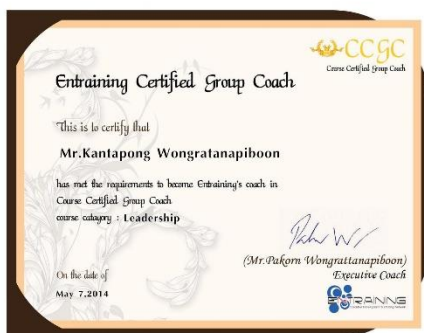 CCGC
Course Certified Group Coach
Entraining Certified Group Coach
This is to certify that
Mr.Kantapong Wongratanapiboon
has met the requirements to become Entraining's coach in
Course Certified Group Coach
course catagory : Leadership
(Mr.Pakorn Wongrattanapiboon)
Executive Coach
On the date of
May 7,2014